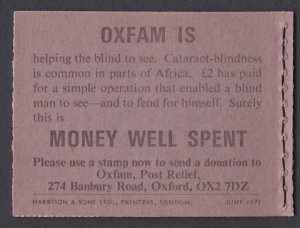 OXFAM IS
helping the blind to see. Cataract-blindness
is common in parts of Africa. £2 has paid
for a simple operation that enabled a blind
man to see—and to fend for himself. Surely
this is
MONEY WELL SPENT
Please use a stamp now to send a donation to
Oxfam, Post Relief,
274 Banbury Road, Oxford, OX2 7DZ
HARRISON & SONS LTD., PRINTERS, LONDON. JUNE 1971